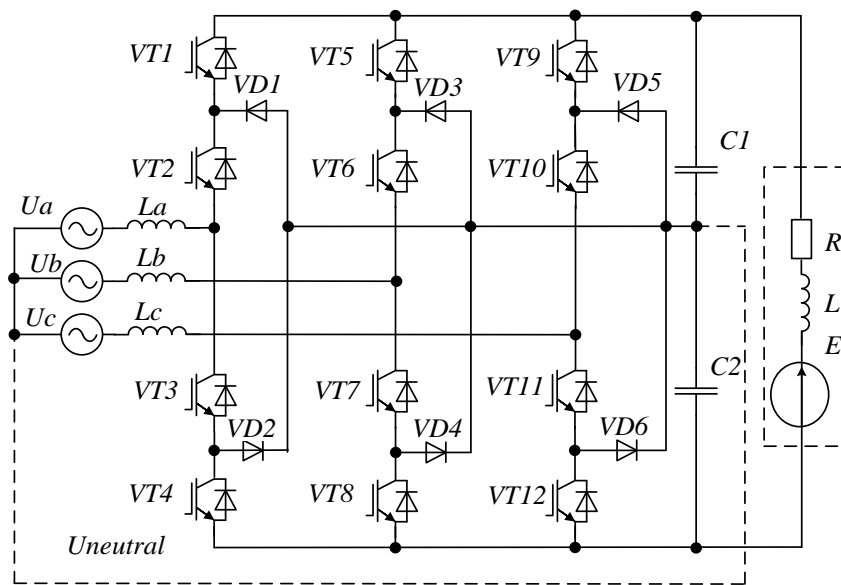 VT1
VT5
VT9
VD1
VD3
VD5
VT2
VT6
VT10
C1
Ua
La
R
Ub
Lb
L
Uc
Lc
E
VT3
VT7
VT11
C2
VD2
VD4
VD6
VT4
VT8
VT12
Uneutral